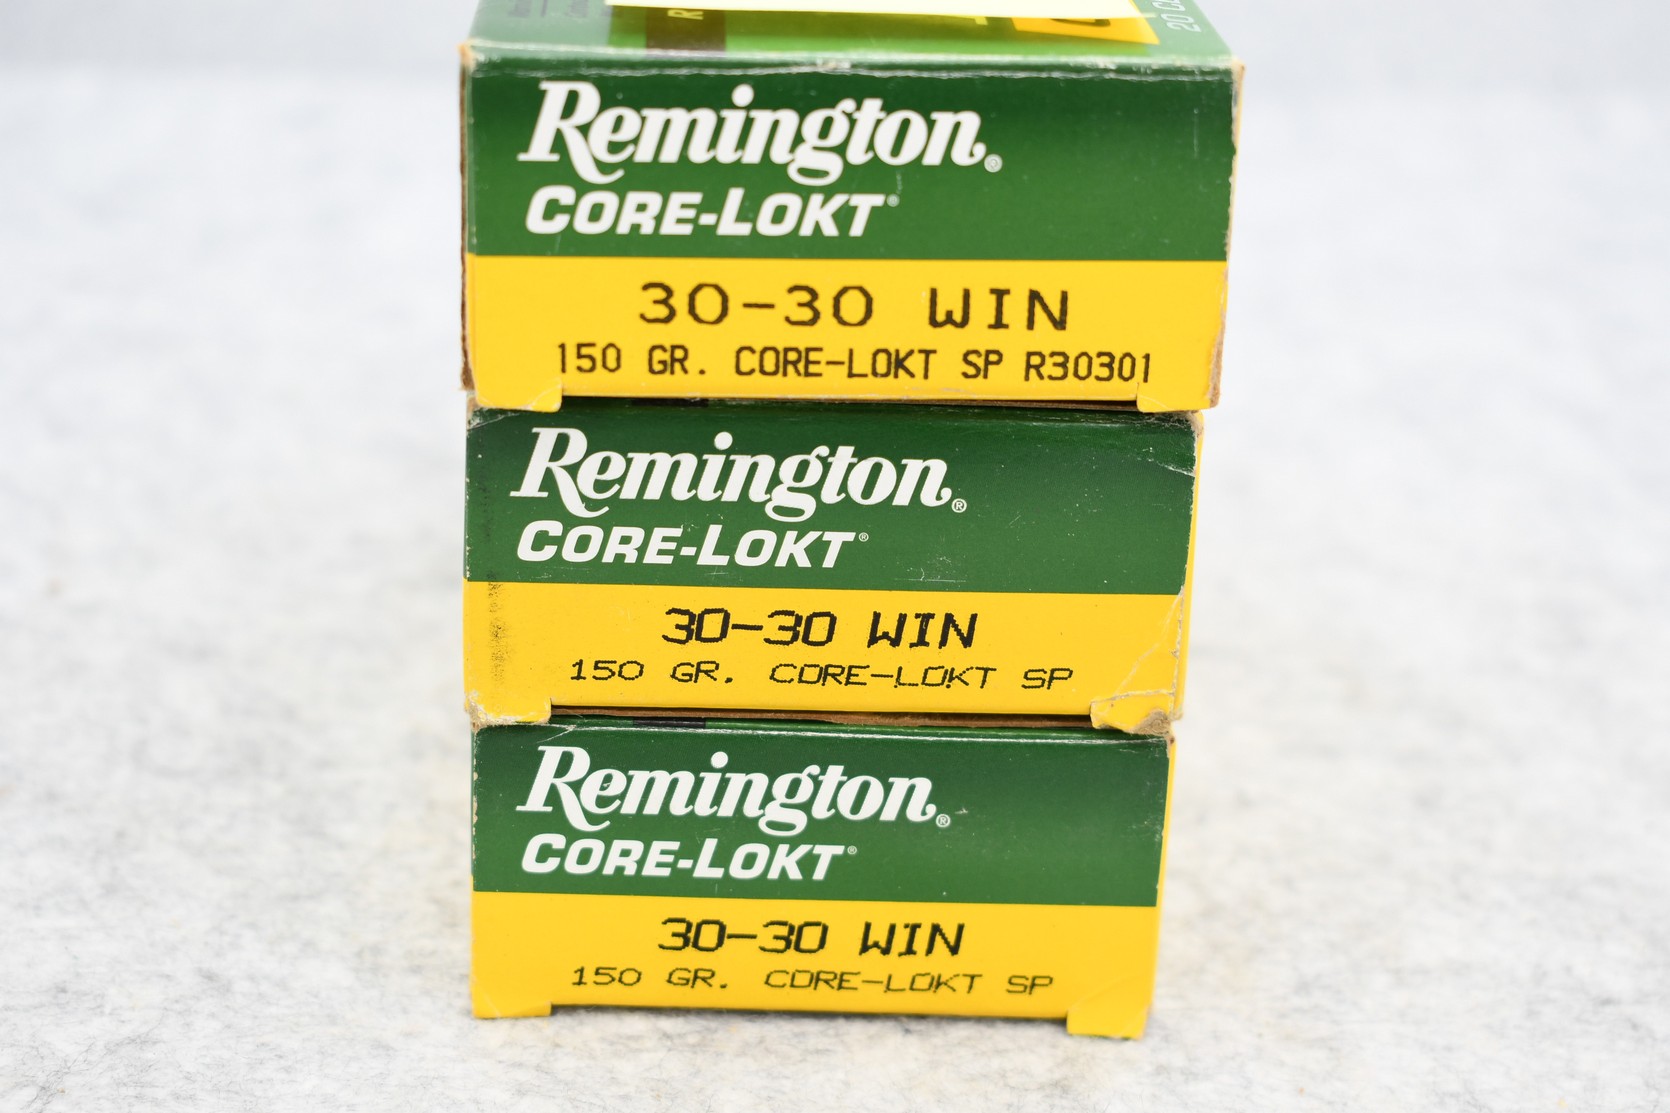 20
Remington®
CORE-LOKT®
30-30 WIN
150 GR. CORE-LOKT SP R30301
Remington®
CORE-LOKT®
30-30 WIN
150 GR. CORE-LOKT SP
Remington®
CORE-LOKT®
30-30 WIN
150 GR. CORE-LOKT SP